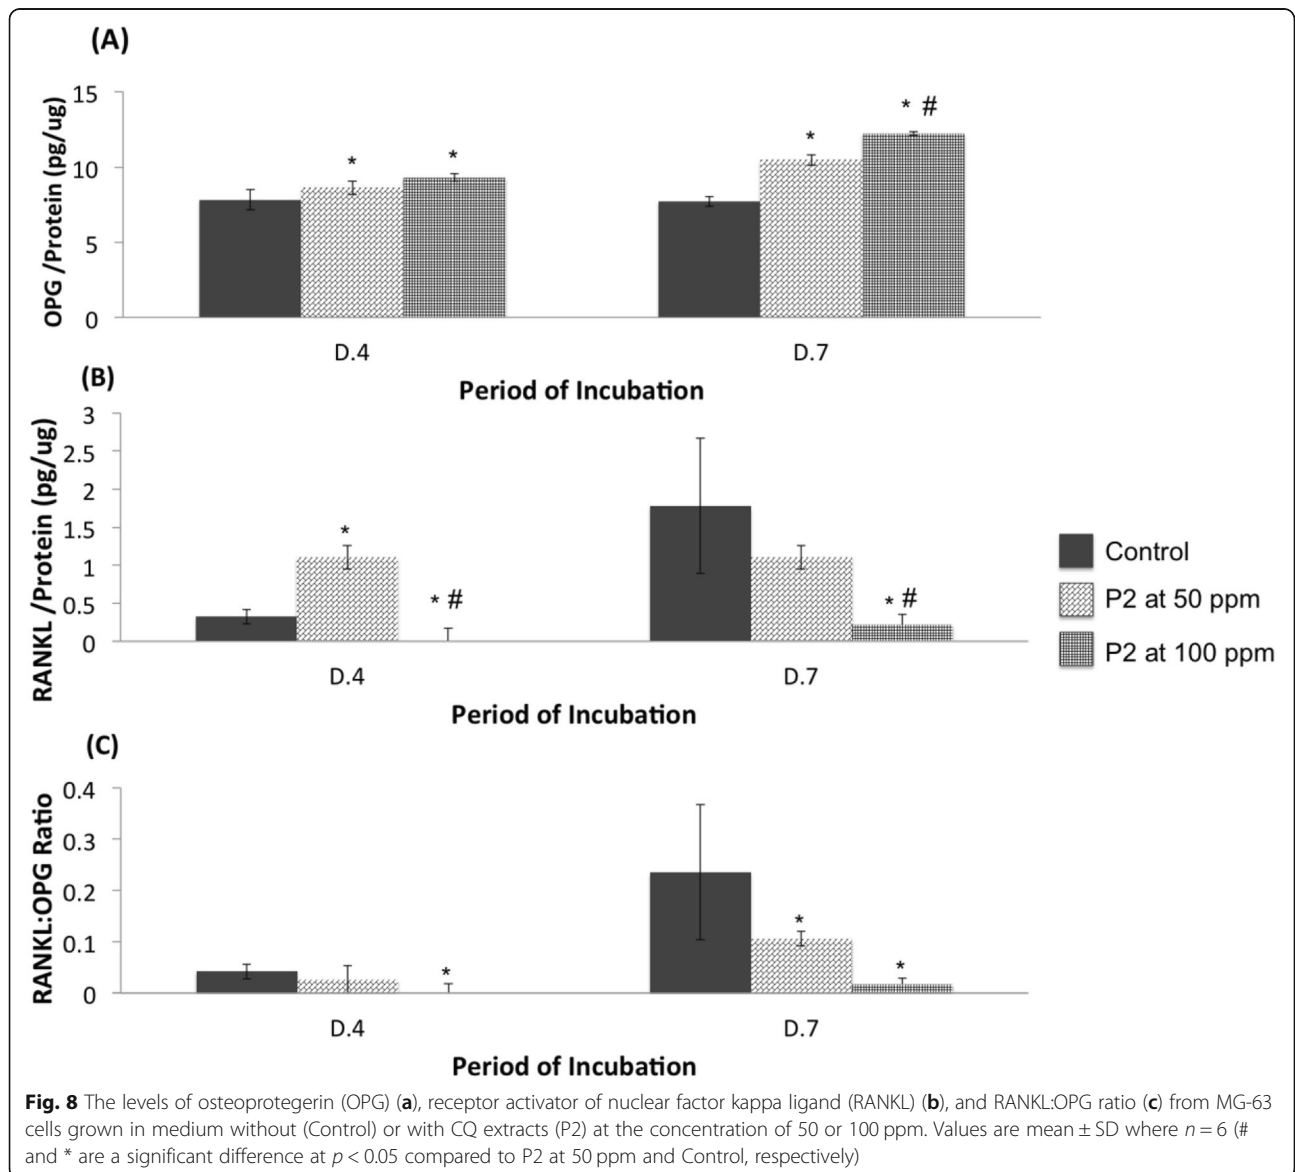 (A)
OPG /Protein (pg/ug)
15
10
5
0
* * * * #
D.4 D.7
Period of Incubation
(B)
RANKL /Protein (pg/ug)
3
2.5
2
1.5
1
0.5
0
* * # * #
D.4 D.7
Period of Incubation
Control
P2 at 50 ppm
P2 at 100 ppm
(C)
RANKL:OPG Ratio
0.4
0.3
0.2
0.1
0
* * *
D.4 D.7
Period of Incubation
Fig. 8 The levels of osteoprotegerin (OPG) (a), receptor activator of nuclear factor kappa ligand (RANKL) (b), and RANKL:OPG ratio (c) from MG-63
cells grown in medium without (Control) or with CQ extracts (P2) at the concentration of 50 or 100 ppm. Values are mean ± SD where n = 6 (#
and * are a significant difference at p < 0.05 compared to P2 at 50 ppm and Control, respectively)